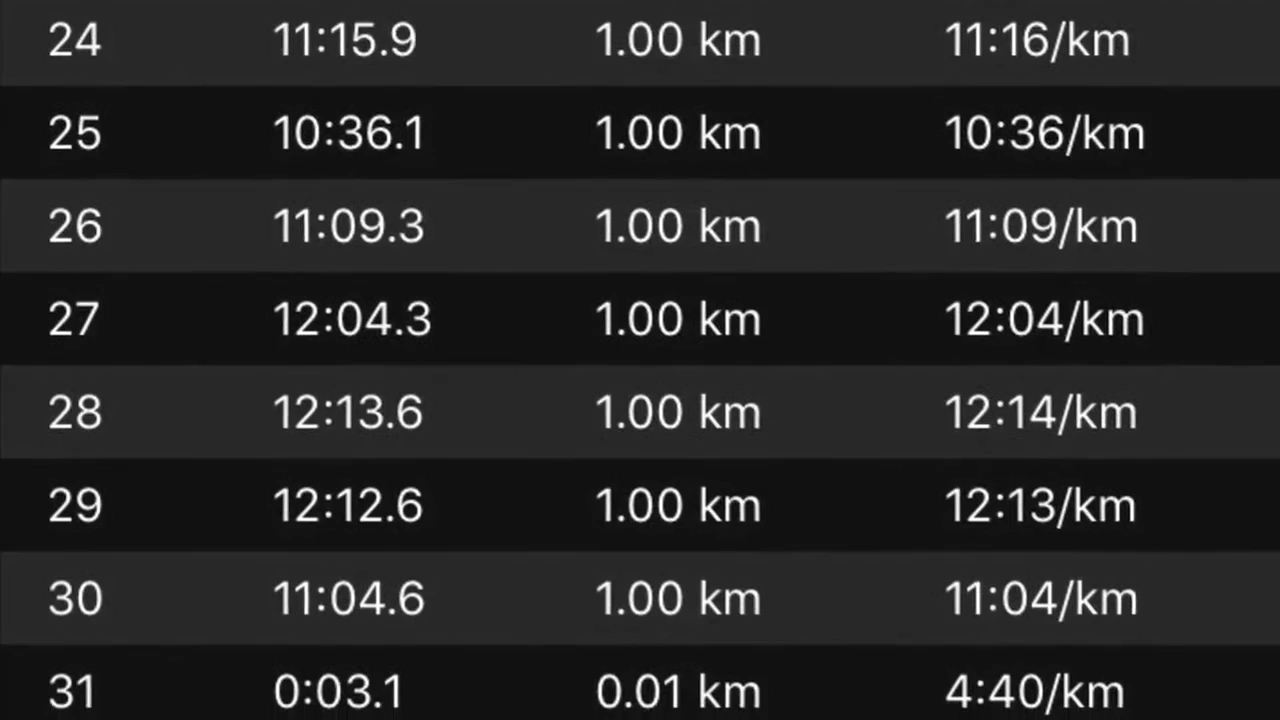 24 11:15.9 1.00 km 11:16/km
25 10:36.1 1.00 km 10:36/km
26 11:09.3 1.00 km 11:09/km
27 12:04.3 1.00 km 12:04/km
28 12:13.6 1.00 km 12:14/km
29 12:12.6 1.00 km 12:13/km
30 11:04.6 1.00 km 11:04/km
31 0:03.1 0.01 km 4:40/km